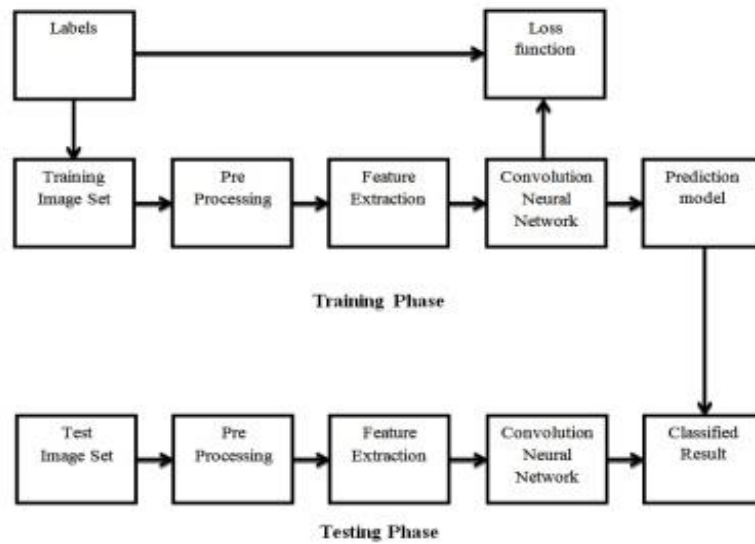 Labels
Loss
function
Training
Image Set
Pre
Processing
Feature
Extraction
Convolution
Neural
Network
Prediction
model
Training Phase
Test
Image Set
Pre
Processing
Feature
Extraction
Convolution
Neural
Network
Classified
Result
Testing Phase